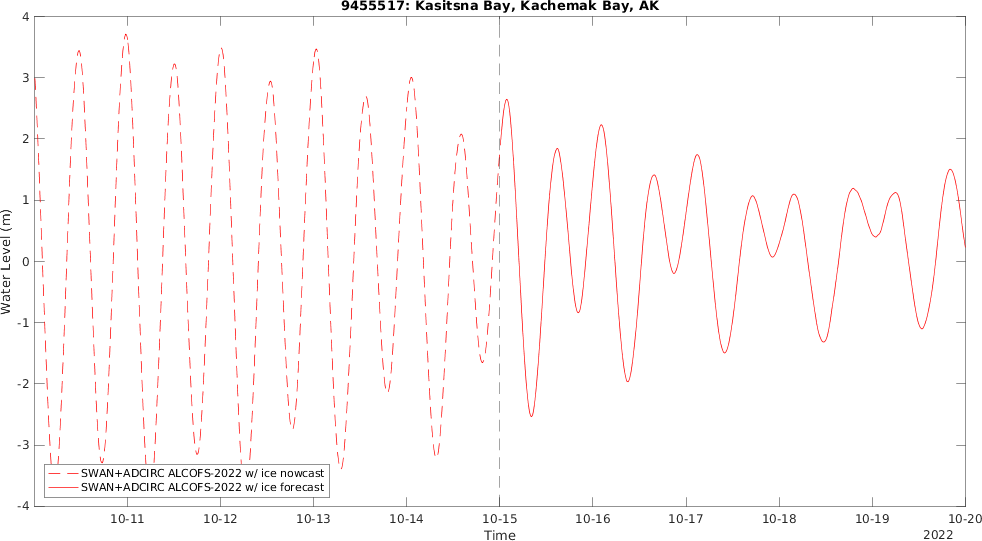 9455517: Kasitsna Bay, Kachemak Bay, AK
4
3
2
1
0
-1
-2
-3
-4
Water Level (m)
SWAN+ADCIRC ALCOFS-2022 w/ ice nowcast
SWAN+ADCIRC ALCOFS-2022 w/ ice forecast
10-11 10-12 10-13 10-14 10-15 10-16 10-17 10-18 10-19 10-20
Time
2022